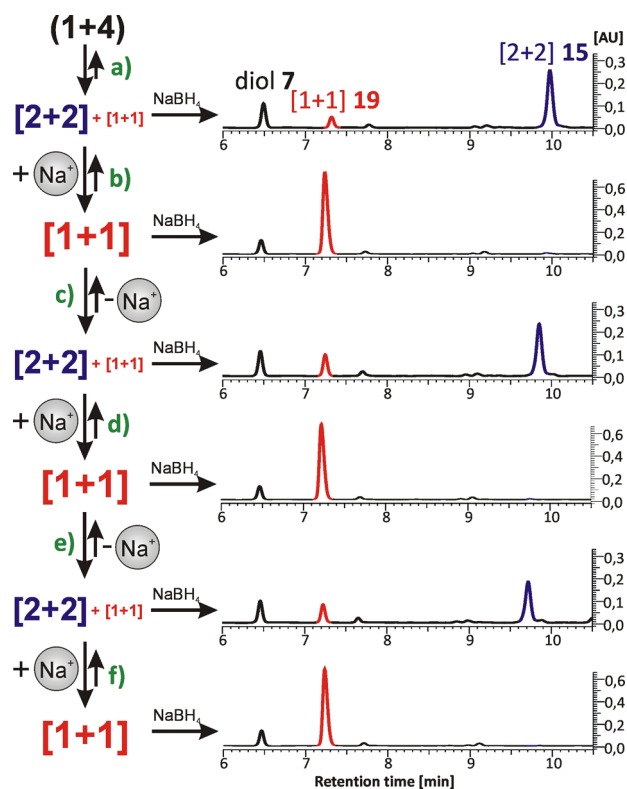 (1+4)
a)
[2+2] + [1+1]
NaBH4
diol 7
[1+1] 19
[2+2] 15
[AU]
0,3
0,2
0,1
0,0
+ Na+
b)
6 7 8 9 10
[1+1]
NaBH4
0,6
0,4
0,2
0,0
c)
- Na+
6 7 8 9 10
[2+2] + [1+1]
NaBH4
0,3
0,2
0,1
0,0
+ Na+
d)
6 7 8 9 10
[1+1]
NaBH4
0,6
0,4
0,2
0,0
e)
- Na+
6 7 8 9 10
[2+2] + [1+1]
NaBH4
0,3
0,2
0,1
0,0
+ Na+
f)
6 7 8 9 10
[1+1]
NaBH4
0,6
0,4
0,2
0,0
6 7 8 9 10
Retention time [min]